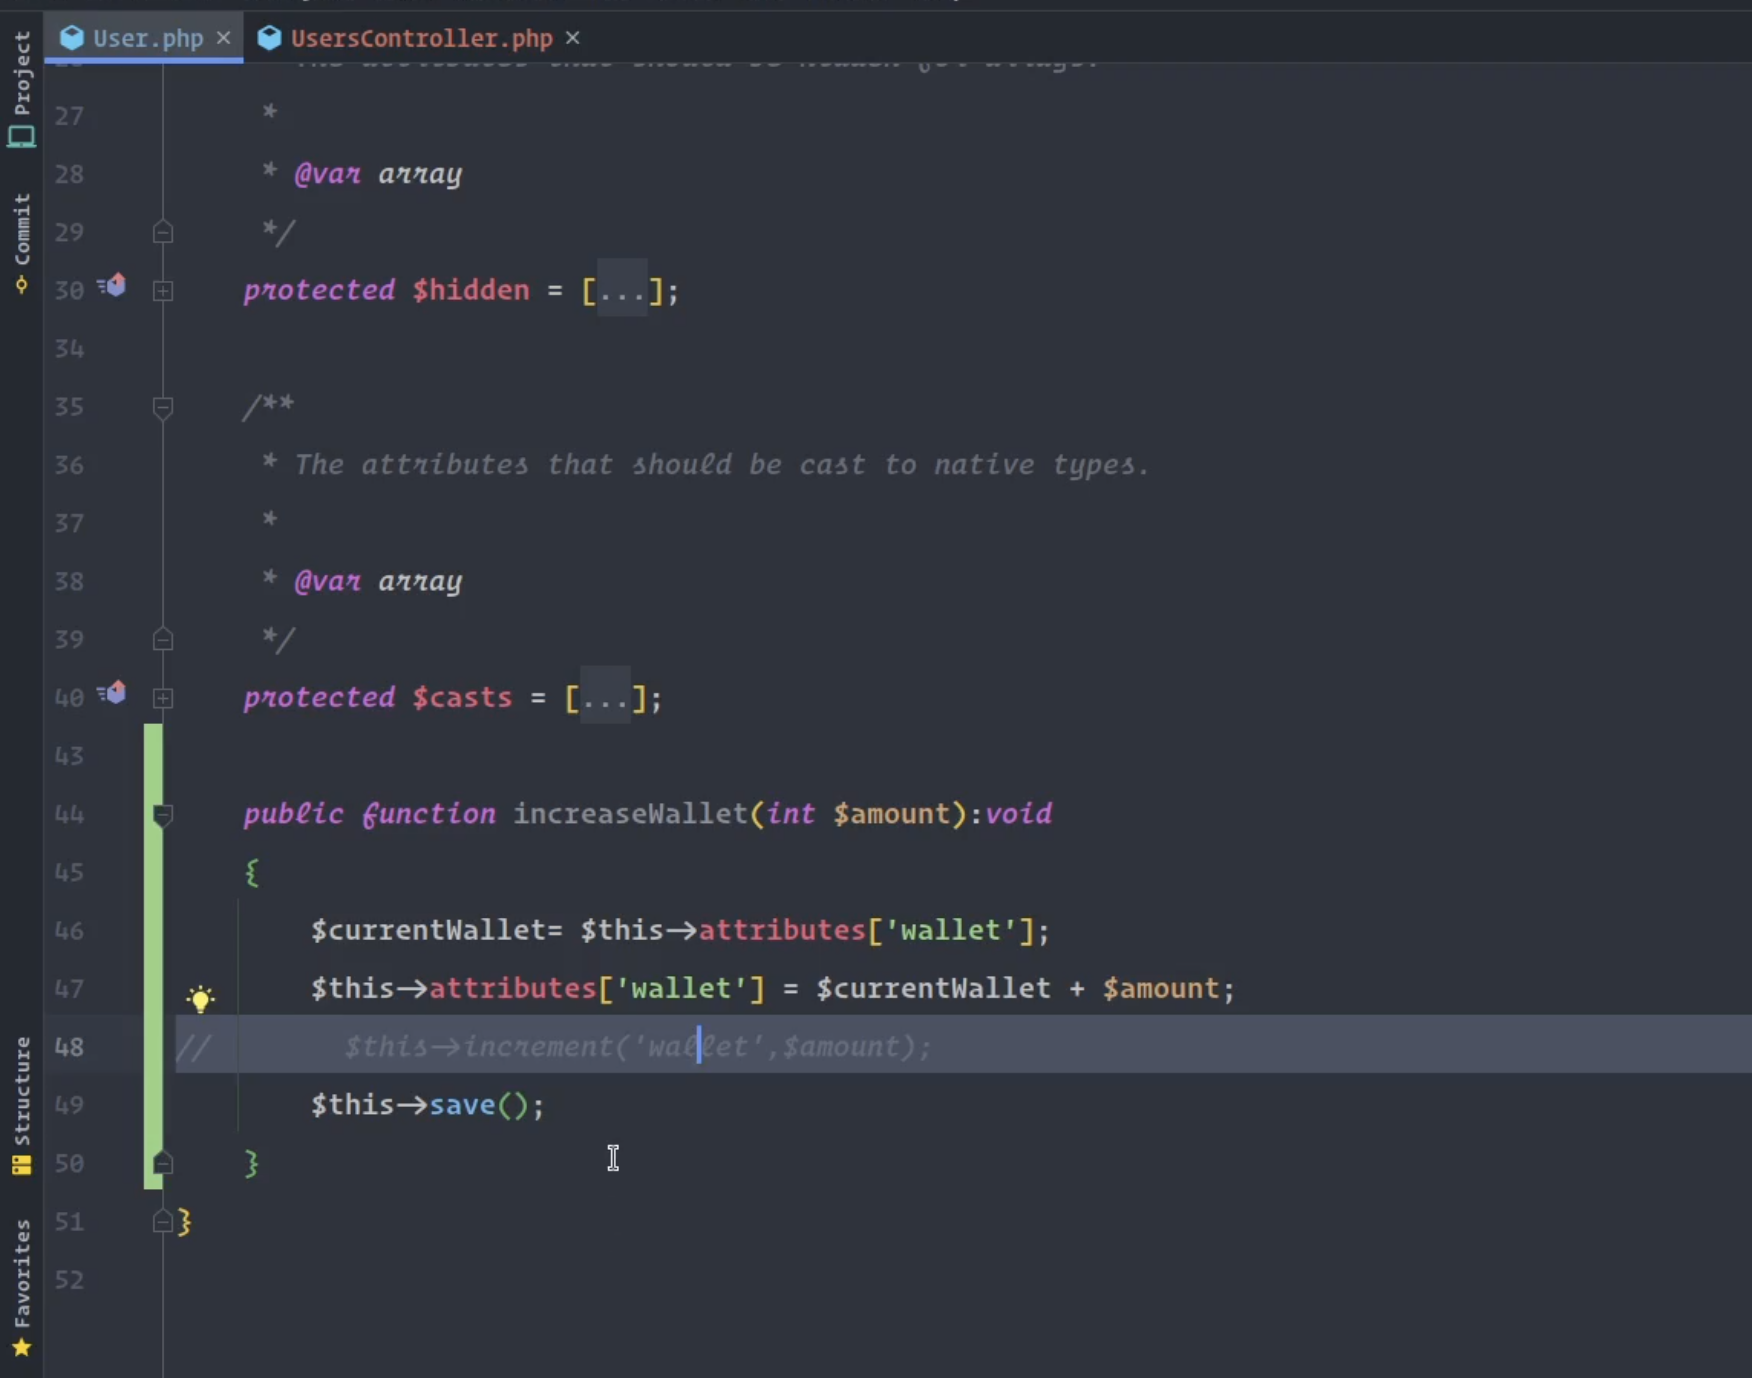 User.php ×
UsersController.php ×
Project
Commit
Structure
Favorites
27 *
28 * @var array
29 */
30 protected $hidden = [...];
34
35 /**
36 * The attributes that should be cast to native types.
37 *
38 * @var array
39 */
40 protected $casts = [...];
43
44 public function increaseWallet(int $amount):void
45 {
46 $currentWallet= $this→attributes['wallet'];
47 $this→attributes['wallet'] = $currentWallet + $amount;
48 // $this→increment('wallet',$amount);
49 $this→save();
50 }
51 }
52